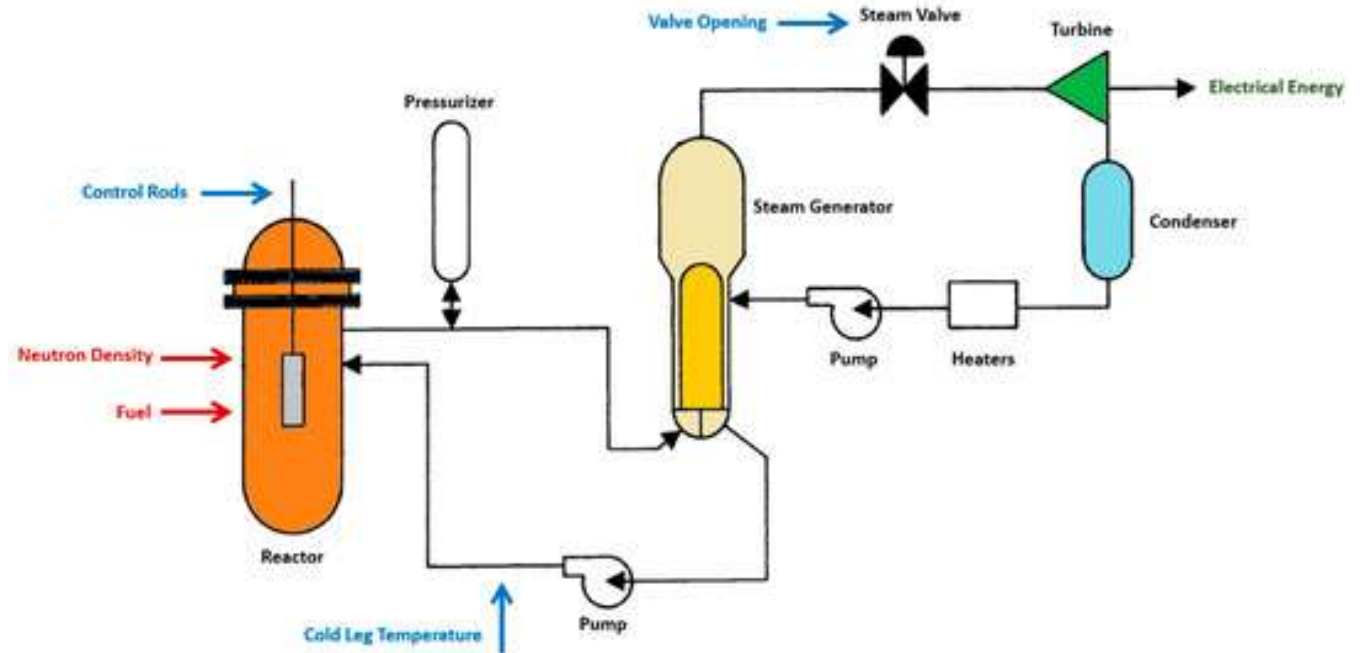 Valve Opening
Steam Valve
Turbine
Electrical Energy
Pressurizer
Control Rods
Steam Generator
Condenser
Neutron Density
Pump
Heaters
Fuel
Reactor
Pump
Cold Leg Temperature